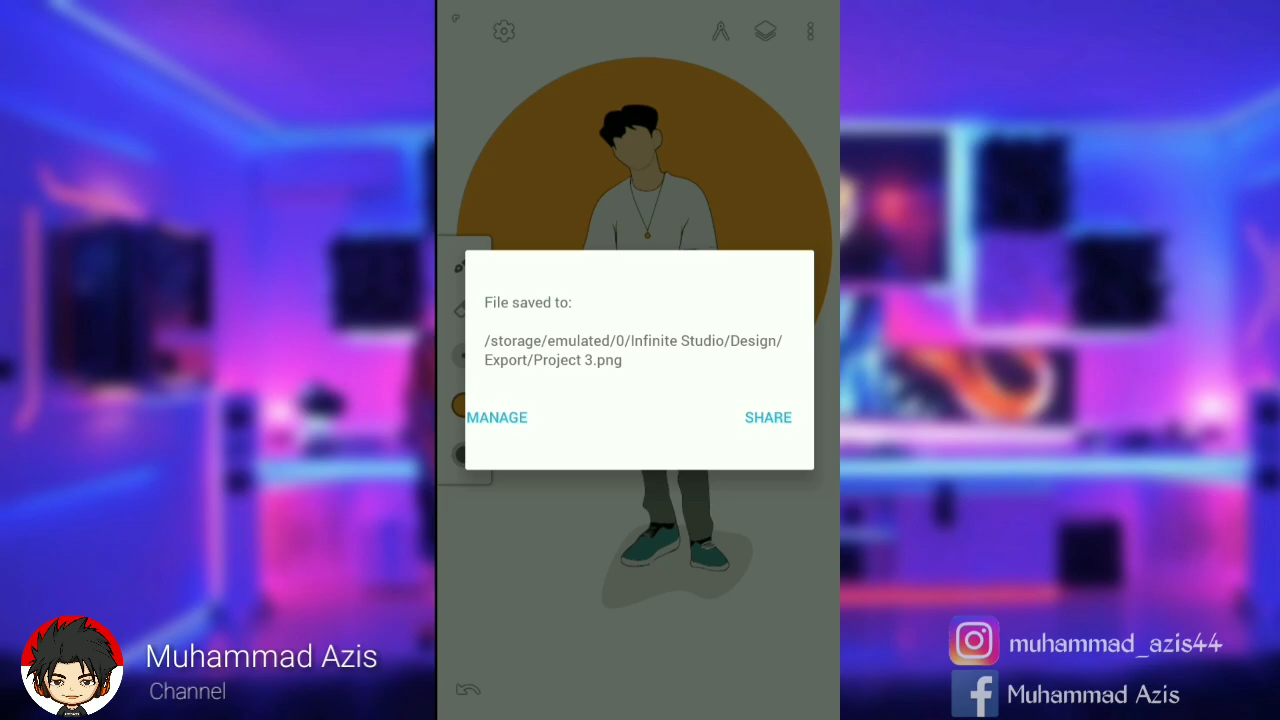 File saved to:
/storage/emulated/0/Infinite Studio/Design/
Export/Project 3.png
MANAGE
SHARE
Muhammad Azis
Channel
muhammad_azis44
Muhammad Azis